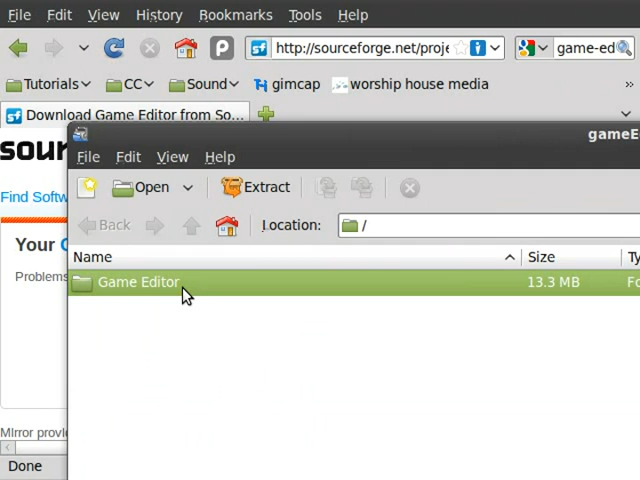 File Edit View History Bookmarks Tools Help
http://sourceforge.net/proje
game-ed
Tutorials CC Sound gimcap worship house media »
Download Game Editor from So...
sour
gameE
File Edit View Help
Find Softw
Open Extract
Back Location: /
Your
Name Size Ty
Problems
Game Editor 13.3 MB Fo
MIrror provi
Done